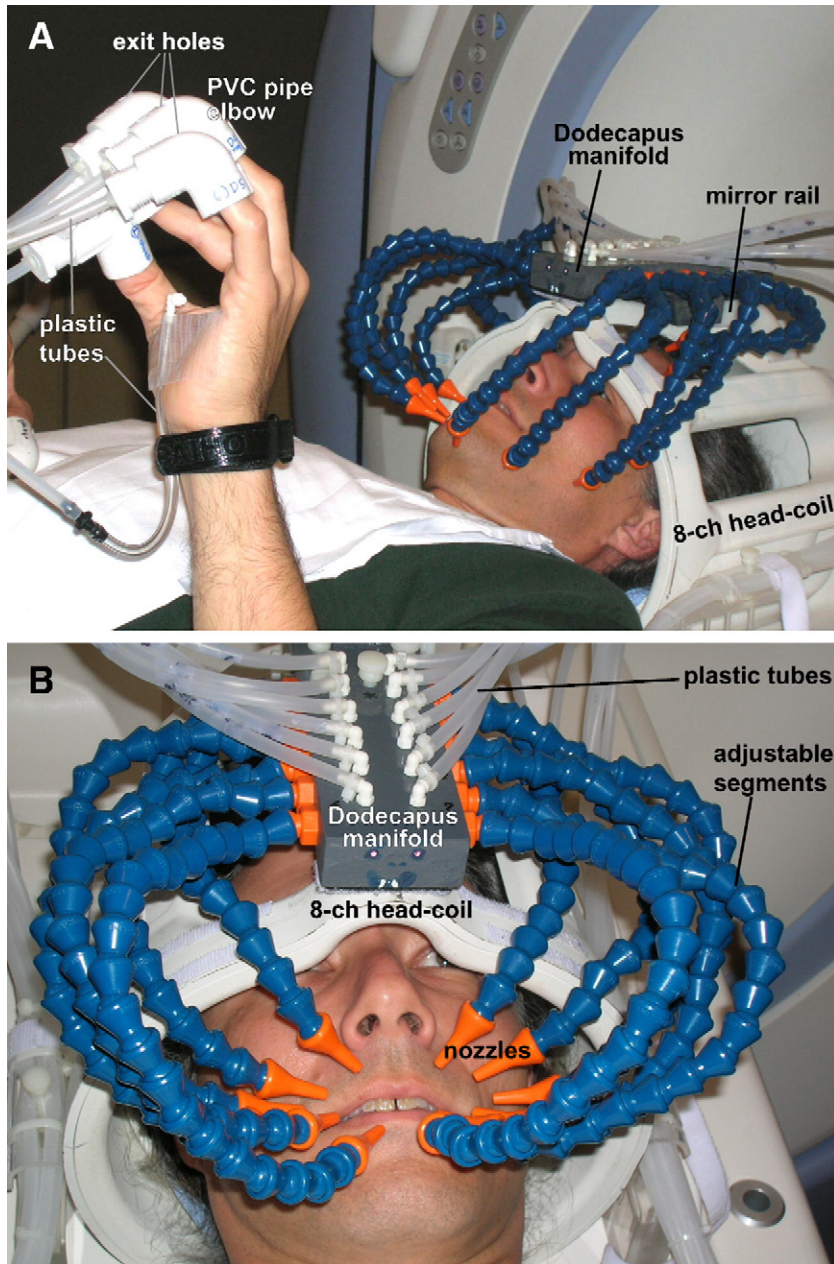 A
exit holes
PVC pipe
elbow
Dodecapus
manifold
mirror rail
plastic
tubes
8-ch head-coil
B
plastic tubes
adjustable
segments
Dodecapus
manifold
8-ch head-coil
nozzles